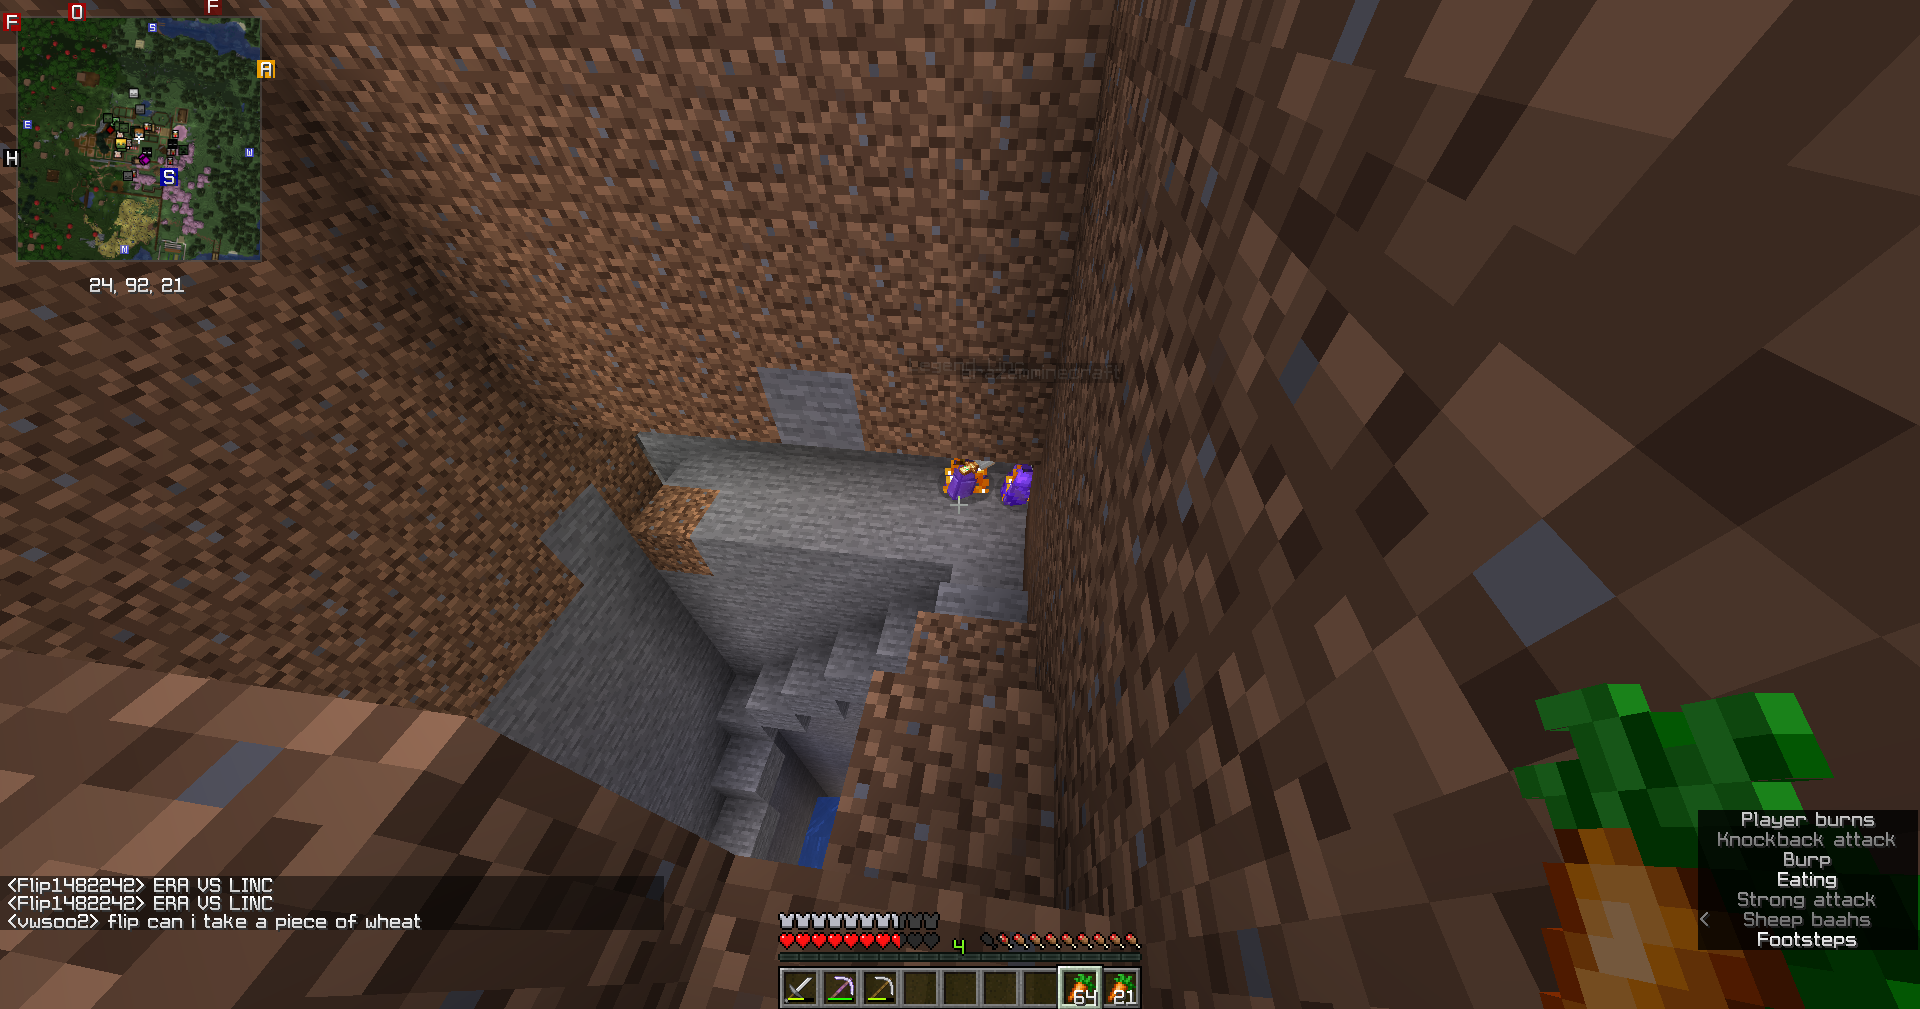 F
O
F
A
S
E
W
H
S
N
24, 92, 21
Player burns
Knockback attack
Burp
Eating
Strong attack
< Sheep baahs
Footsteps
<Flip1482242> ERA VS LINC
<Flip1482242> ERA VS LINC
<vwsoo2> flip can i take a piece of wheat
4
64
21